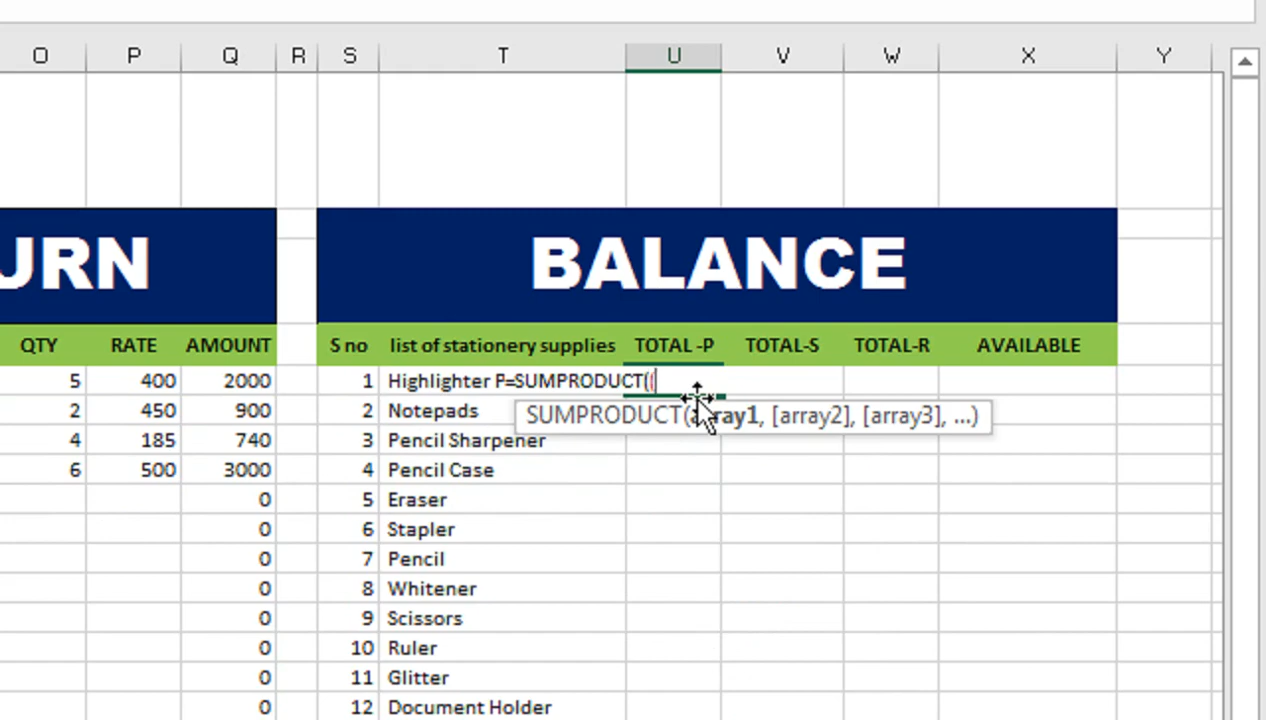 O P Q R S T U V W X Y
URN BALANCE
QTY RATE AMOUNT S no list of stationery supplies TOTAL -P TOTAL-S TOTAL-R AVAILABLE
5 400 2000 1 Highlighter P=SUMPRODUCT((
2 450 900 2 Notepads SUMPRODUCT(array1, [array2], [array3], ...)
4 185 740 3 Pencil Sharpener
6 500 3000 4 Pencil Case
0 5 Eraser
0 6 Stapler
0 7 Pencil
0 8 Whitener
0 9 Scissors
0 10 Ruler
0 11 Glitter
0 12 Document Holder